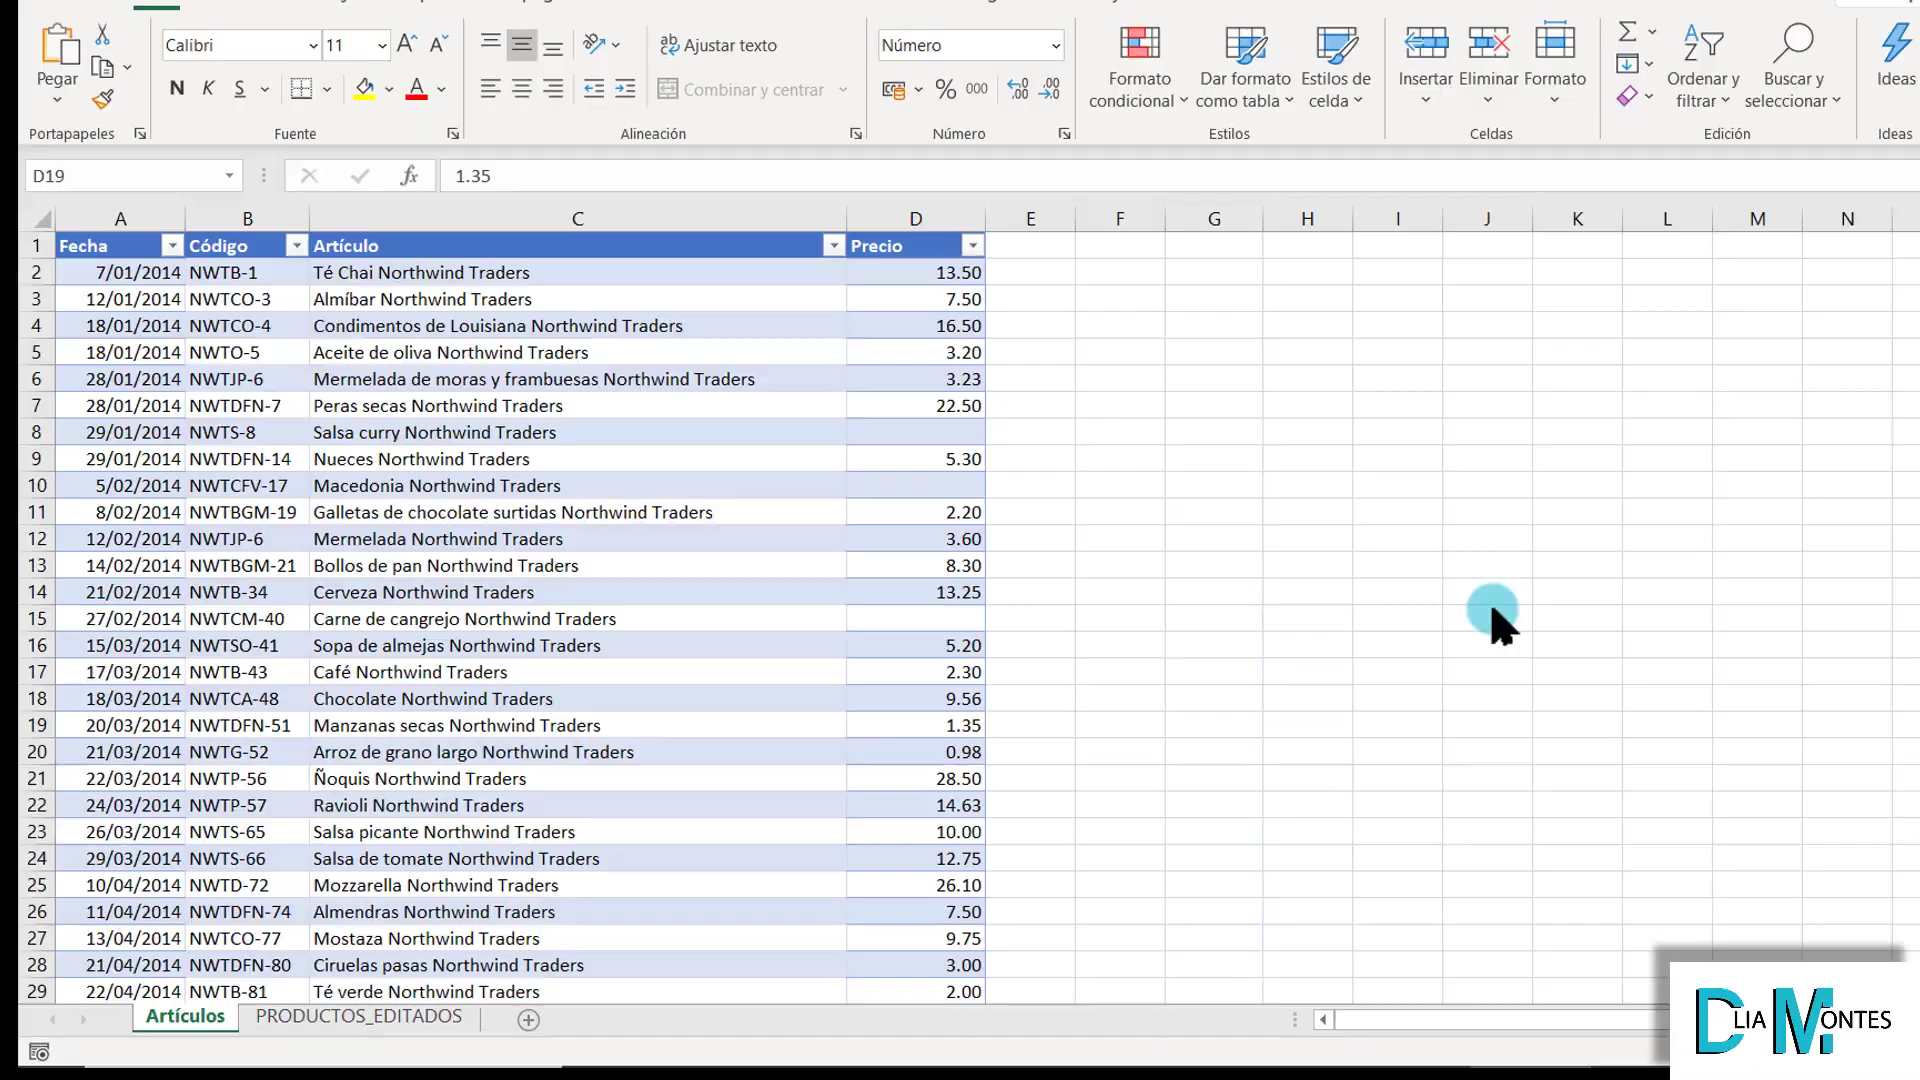 Pegar
Portapapeles
Calibri
11
N K S
A
Fuente
Ajustar texto
Combinar y centrar
Alineación
Número
% 000
Número
Formato condicional
Dar formato como tabla
Estilos de celda
Estilos
Insertar
Eliminar
Formato
Celdas
Ordenar y filtrar
Buscar y seleccionar
Edición
Ideas
Ideas
D19
fx
1.35
A B C D E F G H I J K L M N
1 Fecha Código Artículo Precio
2 7/01/2014 NWTB-1 Té Chai Northwind Traders 13.50
3 12/01/2014 NWTCO-3 Almíbar Northwind Traders 7.50
4 18/01/2014 NWTCO-4 Condimentos de Louisiana Northwind Traders 16.50
5 18/01/2014 NWTO-5 Aceite de oliva Northwind Traders 3.20
6 28/01/2014 NWTJP-6 Mermelada de moras y frambuesas Northwind Traders 3.23
7 28/01/2014 NWTDFN-7 Peras secas Northwind Traders 22.50
8 29/01/2014 NWTS-8 Salsa curry Northwind Traders
9 29/01/2014 NWTDFN-14 Nueces Northwind Traders 5.30
10 5/02/2014 NWTCFV-17 Macedonia Northwind Traders
11 8/02/2014 NWTBGM-19 Galletas de chocolate surtidas Northwind Traders 2.20
12 12/02/2014 NWTJP-6 Mermelada Northwind Traders 3.60
13 14/02/2014 NWTBGM-21 Bollos de pan Northwind Traders 8.30
14 21/02/2014 NWTB-34 Cerveza Northwind Traders 13.25
15 27/02/2014 NWTCM-40 Carne de cangrejo Northwind Traders
16 15/03/2014 NWTSO-41 Sopa de almejas Northwind Traders 5.20
17 17/03/2014 NWTB-43 Café Northwind Traders 2.30
18 18/03/2014 NWTCA-48 Chocolate Northwind Traders 9.56
19 20/03/2014 NWTDFN-51 Manzanas secas Northwind Traders 1.35
20 21/03/2014 NWTG-52 Arroz de grano largo Northwind Traders 0.98
21 22/03/2014 NWTP-56 Ñoquis Northwind Traders 28.50
22 24/03/2014 NWTP-57 Ravioli Northwind Traders 14.63
23 26/03/2014 NWTS-65 Salsa picante Northwind Traders 10.00
24 29/03/2014 NWTS-66 Salsa de tomate Northwind Traders 12.75
25 10/04/2014 NWTD-72 Mozzarella Northwind Traders 26.10
26 11/04/2014 NWTDFN-74 Almendras Northwind Traders 7.50
27 13/04/2014 NWTCO-77 Mostaza Northwind Traders 9.75
28 21/04/2014 NWTDFN-80 Ciruelas pasas Northwind Traders 3.00
29 22/04/2014 NWTB-81 Té verde Northwind Traders 2.00
Artículos PRODUCTOS_EDITADOS
DLIA MONTES